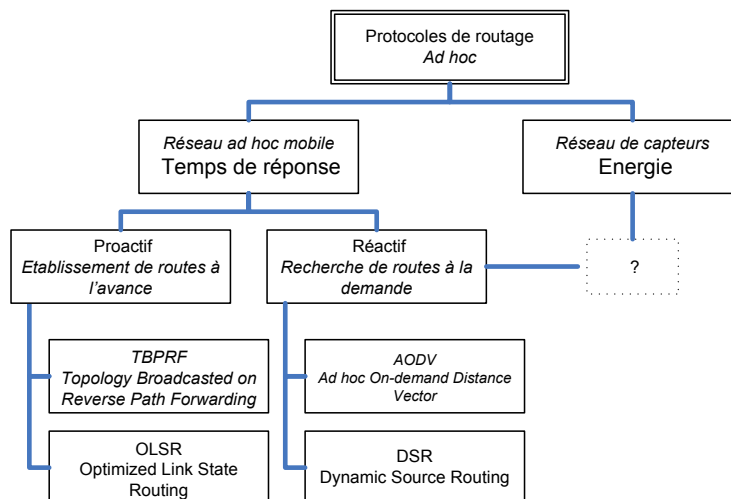 Protocoles de routage
Ad hoc
Réseau ad hoc mobile
Temps de réponse
Réseau de capteurs
Energie
Proactif
Etablissement de routes à
l'avance
Réactif
Recherche de routes à la
demande
?
TBPRF
Topology Broadcasted on
Reverse Path Forwarding
AODV
Ad hoc On-demand Distance
Vector
OLSR
Optimized Link State
Routing
DSR
Dynamic Source Routing